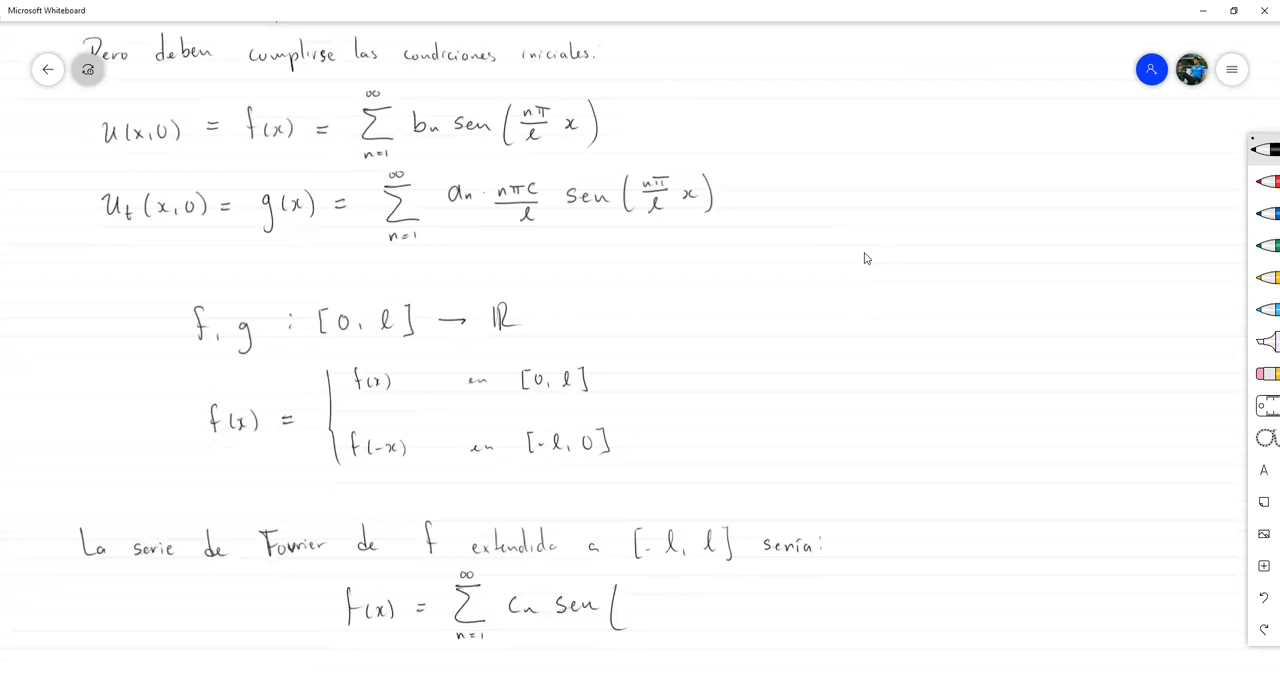 Microsoft Whiteboard
Pero deben cumplirse las condiciones iniciales.
u(x,0) = f(x) = ∑_{n=1}^{∞} bn sen(nπ/l x)
ut(x,0) = g(x) = ∑_{n=1}^{∞} an · nπc/l sen(nπ/l x)
f, g : [0, l] → ℝ
f(x) = { f(x) en [0, l]
f(-x) en [-l, 0]
La serie de Fourier de f extendida a [-l, l] sería:
f(x) = ∑_{n=1}^{∞} cn sen(
A